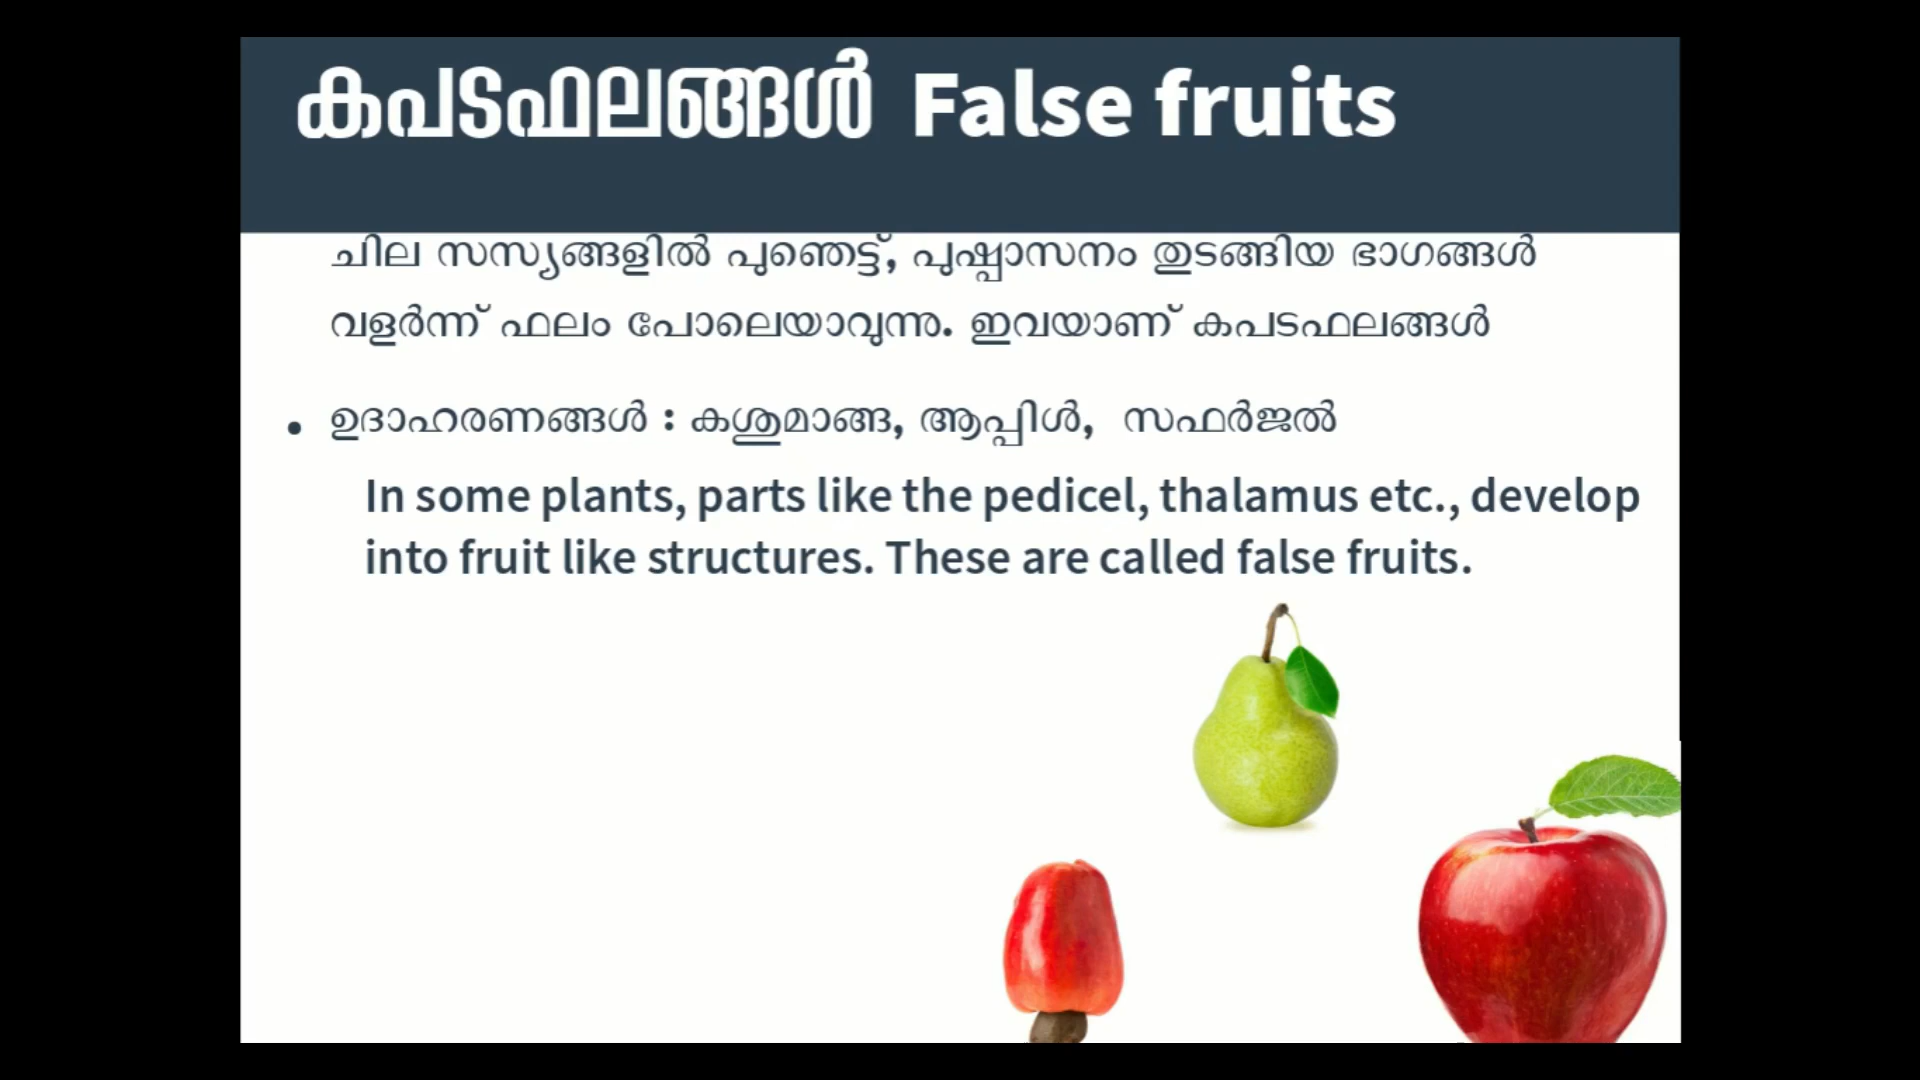 കപടഫലങ്ങൾ False fruits
ചില സസ്യങ്ങളിൽ പുഞെട്ട്, പുഷ്പാസനം തുടങ്ങിയ ഭാഗങ്ങൾ
വളർന്ന് ഫലം പോലെയാവുന്നു. ഇവയാണ് കപടഫലങ്ങൾ
• ഉദാഹരണങ്ങൾ : കശുമാങ്ങ, ആപ്പിൾ, സഫർജൽ
In some plants, parts like the pedicel, thalamus etc., develop
into fruit like structures. These are called false fruits.